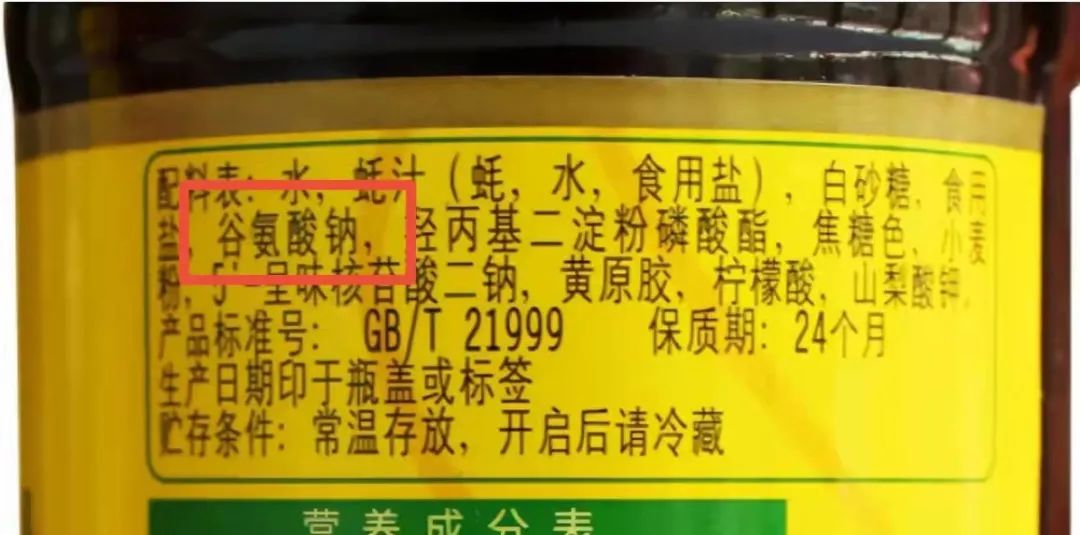 配料表：水，蚝汁（蚝，水，食用盐），白砂糖，食用
盐，谷氨酸钠，羟丙基二淀粉磷酸酯，焦糖色，小麦
粉，5'-呈味核苷酸二钠，黄原胶，柠檬酸，山梨酸钾。
产品标准号：GB/T 21999 保质期：24个月
生产日期印于瓶盖或标签
贮存条件：常温存放，开启后请冷藏
营养成分表